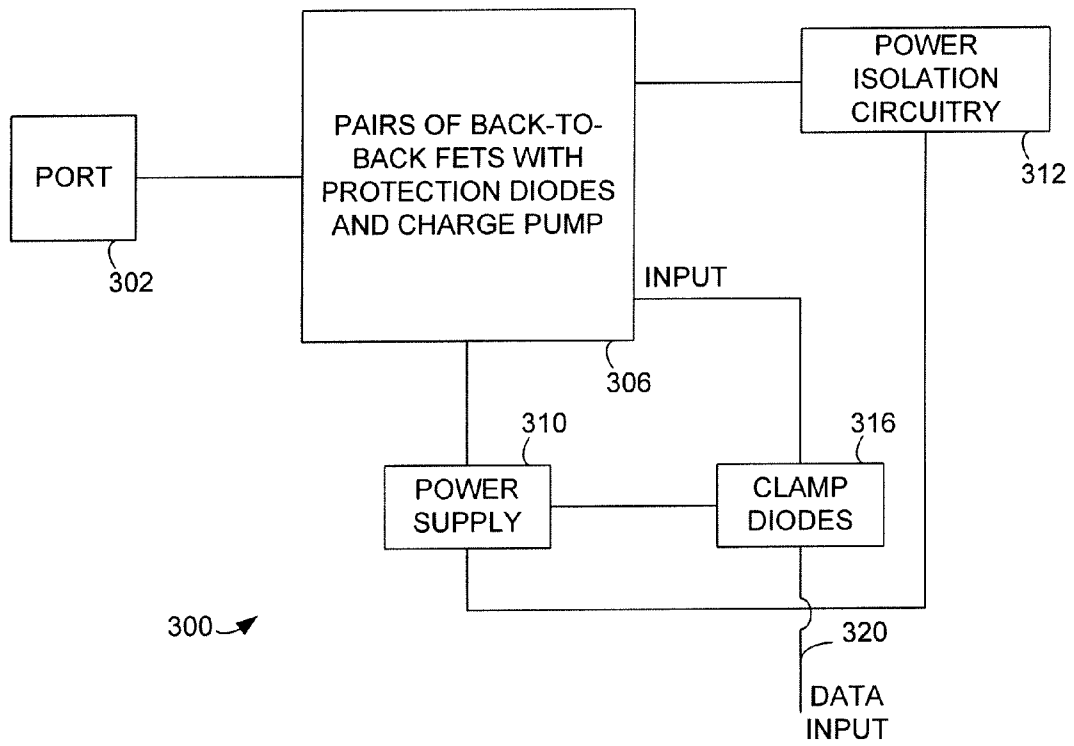 POWER
ISOLATION
CIRCUITRY
312
PORT
302
PAIRS OF BACK-TO-
BACK FETS WITH
PROTECTION DIODES
AND CHARGE PUMP
306
INPUT
310
POWER
SUPPLY
316
CLAMP
DIODES
300
320
DATA
INPUT